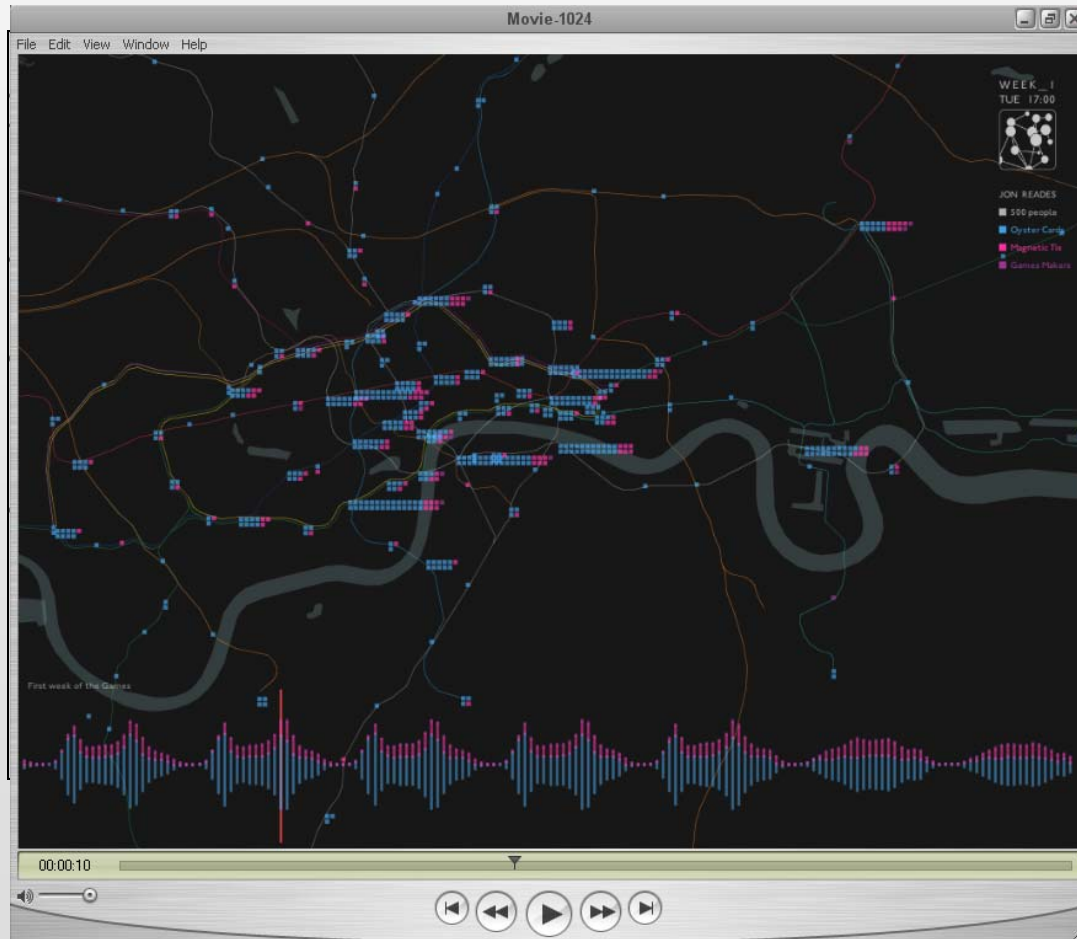 Movie-1024
File Edit View Window Help
WEEK_1
TUE 17:00
JON READES
500 people
Oyster Cards
Magnetic Tix
Games Makers
First week of the Games
00:00:10